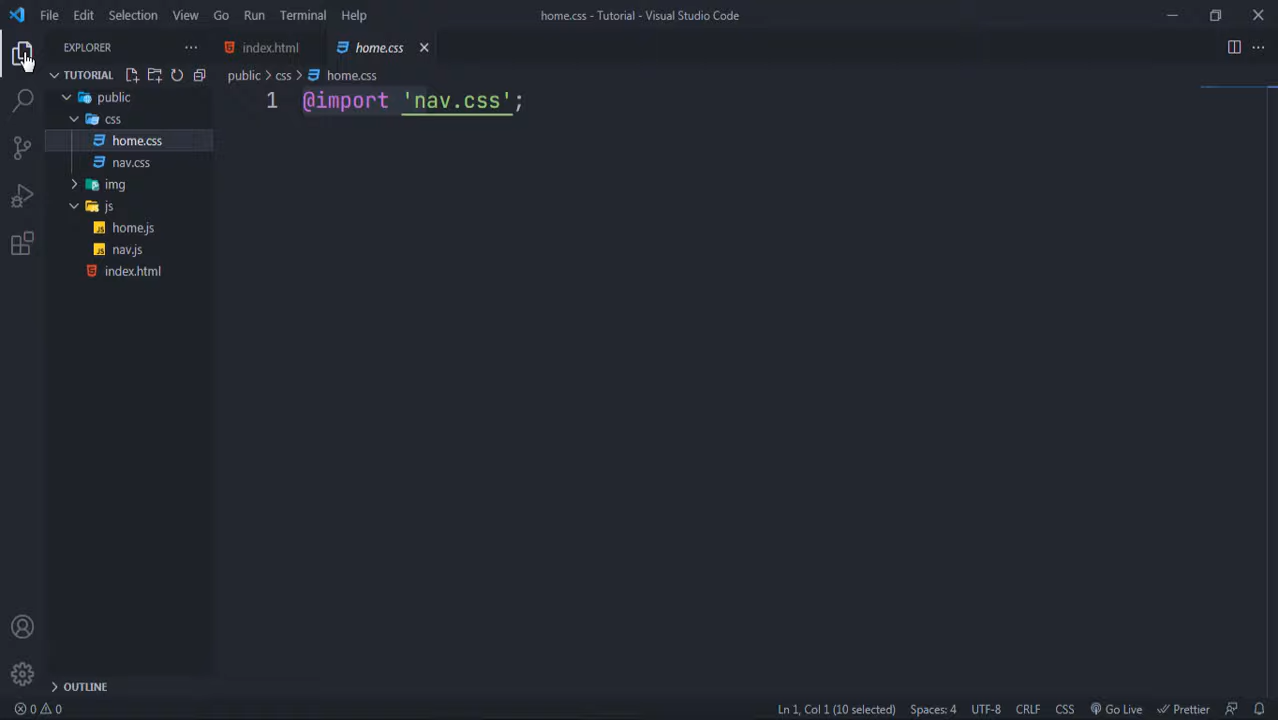 File Edit Selection View Go Run Terminal Help
home.css - Tutorial - Visual Studio Code
EXPLORER
index.html
home.css
TUTORIAL
public > css > home.css
1 @import 'nav.css';
public
css
home.css
nav.css
img
js
home.js
nav.js
index.html
OUTLINE
0 0
Ln 1, Col 1 (10 selected) Spaces: 4 UTF-8 CRLF CSS Go Live Prettier